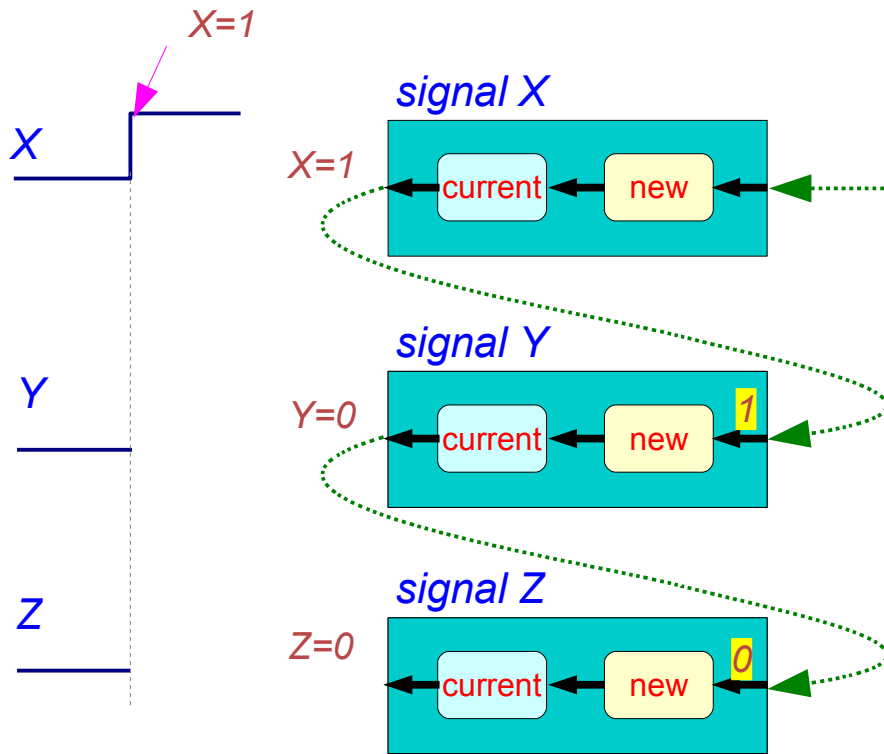 X=1
signal X
X
X=1
current
new
signal Y
Y
Y=0
1
current
new
signal Z
Z
Z=0
0
current
new